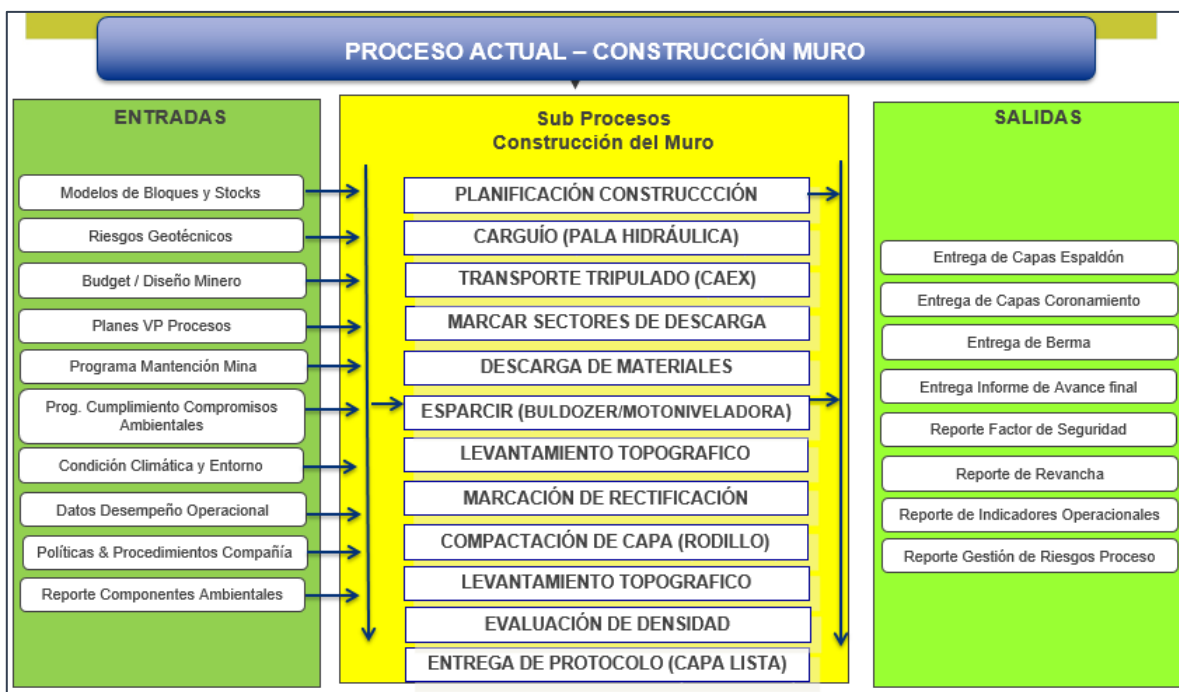 PROCESO ACTUAL – CONSTRUCCIÓN MURO
ENTRADAS
Modelos de Bloques y Stocks
Riesgos Geotécnicos
Budget / Diseño Minero
Planes VP Procesos
Programa Mantención Mina
Prog. Cumplimiento Compromisos
Ambientales
Condición Climática y Entorno
Datos Desempeño Operacional
Políticas & Procedimientos Compañía
Reporte Componentes Ambientales
Sub Procesos
Construcción del Muro
PLANIFICACIÓN CONSTRUCCCIÓN
CARGUÍO (PALA HIDRÁULICA)
TRANSPORTE TRIPULADO (CAEX)
MARCAR SECTORES DE DESCARGA
DESCARGA DE MATERIALES
ESPARCIR (BULDOZER/MOTONIVELADORA)
LEVANTAMIENTO TOPOGRAFICO
MARCACIÓN DE RECTIFICACIÓN
COMPACTACIÓN DE CAPA (RODILLO)
LEVANTAMIENTO TOPOGRAFICO
EVALUACIÓN DE DENSIDAD
ENTREGA DE PROTOCOLO (CAPA LISTA)
SALIDAS
Entrega de Capas Espaldón
Entrega de Capas Coronamiento
Entrega de Berma
Entrega Informe de Avance final
Reporte Factor de Seguridad
Reporte de Revancha
Reporte de Indicadores Operacionales
Reporte Gestión de Riesgos Proceso